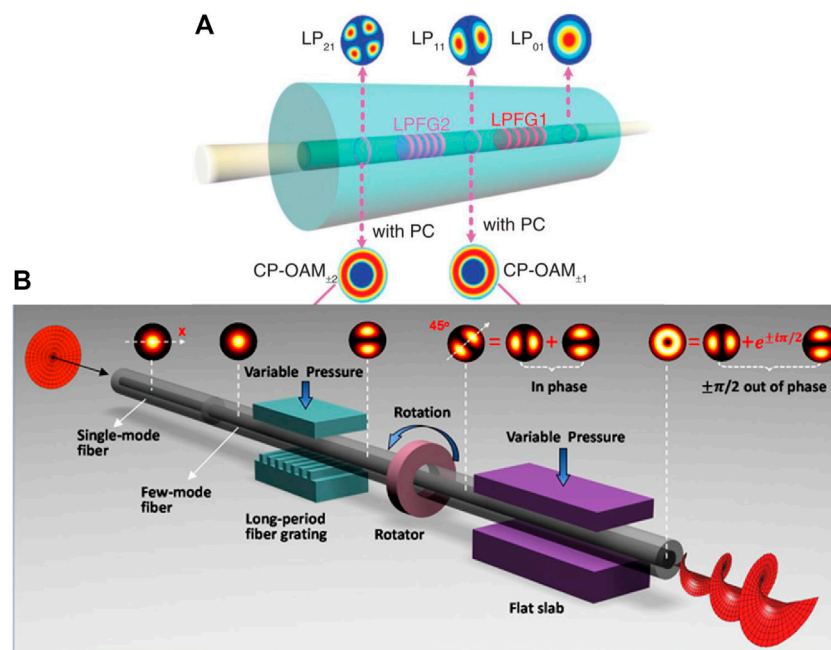 A
LP₂₁
LP₁₁
LP₀₁
LPFG2
LPFG1
with PC
with PC
CP-OAM±₂
CP-OAM±₁
B
x
45°
=
+
=
+e^{±iπ/2}
In phase
±π/2 out of phase
Variable Pressure
Rotation
Variable Pressure
Single-mode
fiber
Few-mode
fiber
Long-period
fiber grating
Rotator
Flat slab